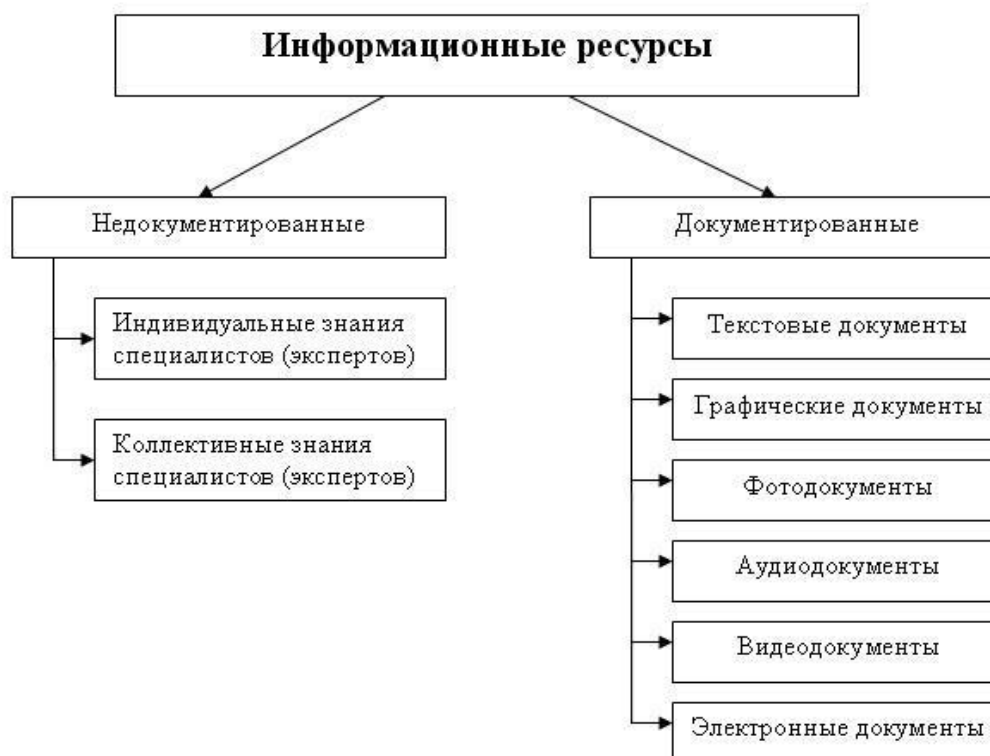 Информационные ресурсы
Недокументированные
Индивидуальные знания
специалистов (экспертов)
Коллективные знания
специалистов (экспертов)
Документированные
Текстовые документы
Графические документы
Фотодокументы
Аудиодокументы
Видеодокументы
Электронные документы